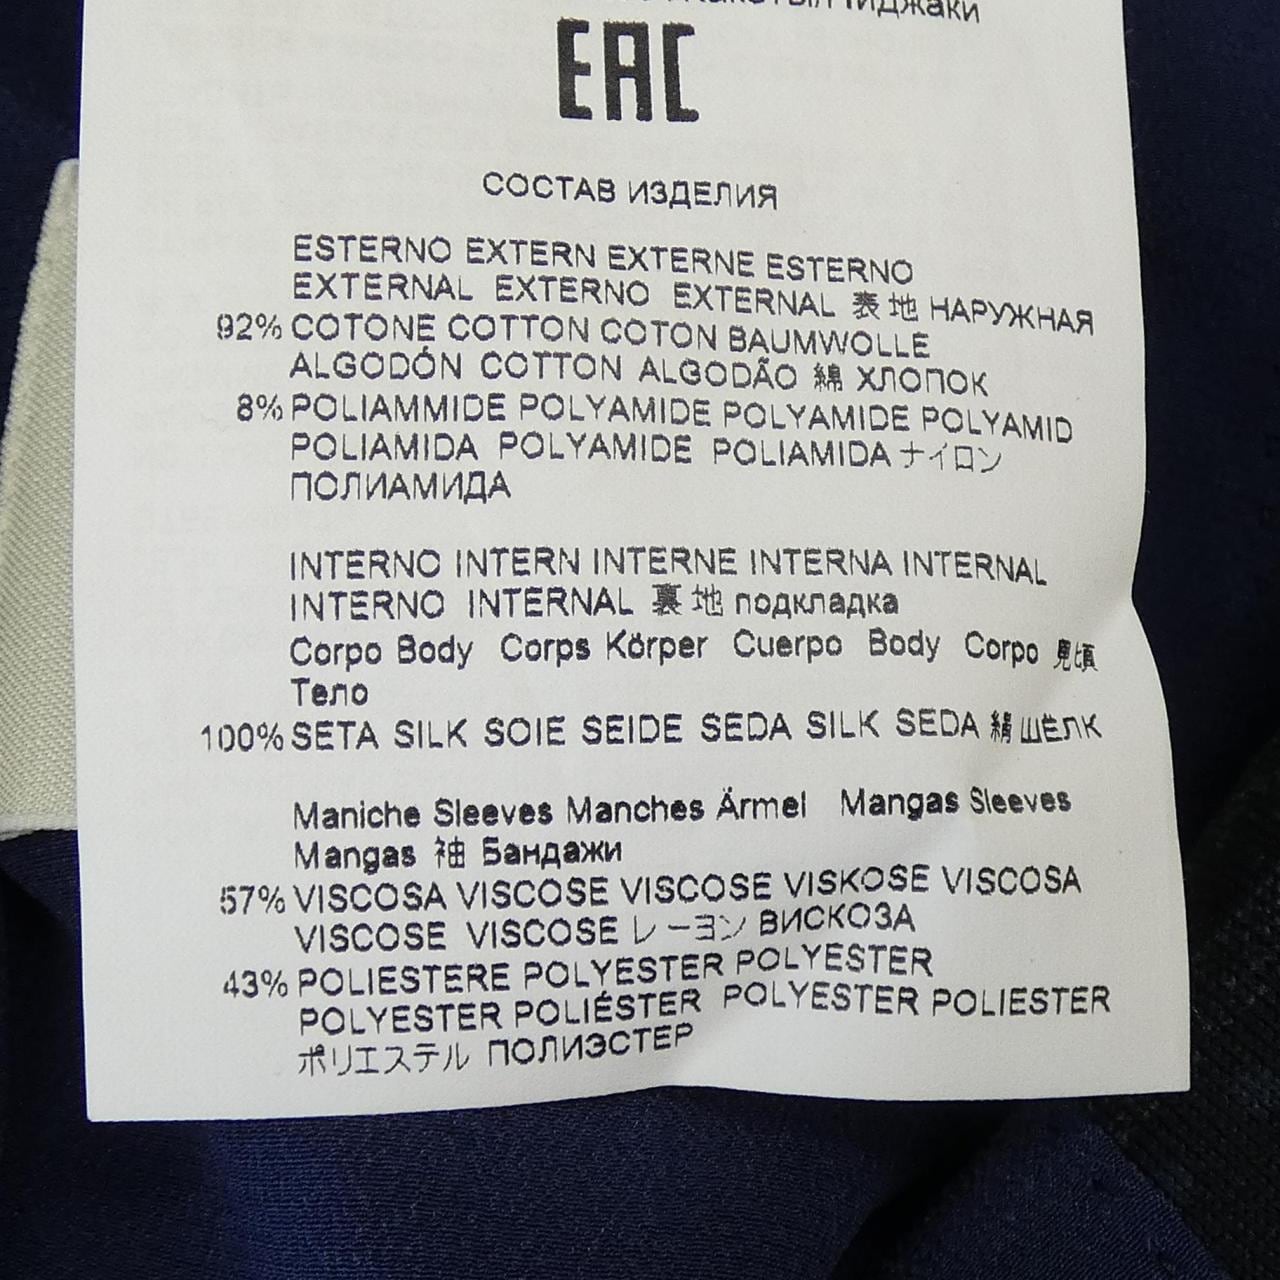 Пиджаки
EAC
СОСТАВ ИЗДЕЛИЯ
ESTERNO EXTERN EXTERNE ESTERNO
EXTERNAL EXTERNO EXTERNAL 表地 НАРУЖНАЯ
92% COTONE COTTON COTON BAUMWOLLE
ALGODÓN COTTON ALGODÃO 綿 ХЛОПОК
8% POLIAMMIDE POLYAMIDE POLYAMIDE POLYAMID
POLIAMIDA POLYAMIDE POLIAMIDA ナイロン
ПОЛИАМИДА
INTERNO INTERN INTERNE INTERNA INTERNAL
INTERNO INTERNAL 裏地 подкладка
Corpo Body Corps Körper Cuerpo Body Corpo 見頃
Тело
100% SETA SILK SOIE SEIDE SEDA SILK SEDA 絹 ШЁЛК
Maniche Sleeves Manches Ärmel Mangas Sleeves
Mangas 袖 Бандажи
57% VISCOSA VISCOSE VISCOSE VISKOSE VISCOSA
VISCOSE VISCOSE レーヨン ВИСКОЗА
43% POLIESTERE POLYESTER POLYESTER
POLYESTER POLIÉSTER POLYESTER POLIESTER
ポリエステル ПОЛИЭСТЕР